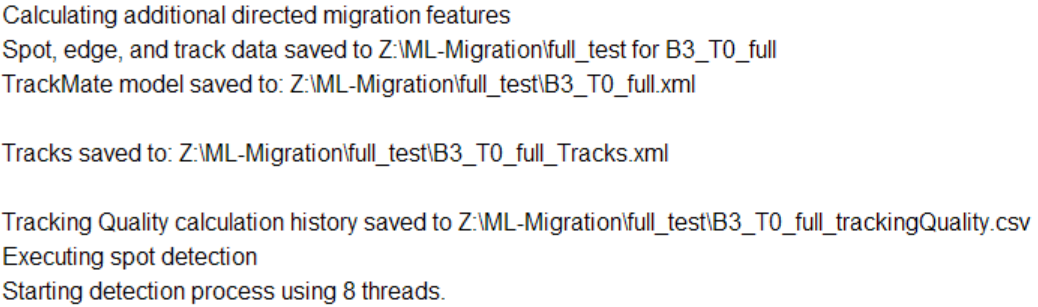 Calculating additional directed migration features
Spot, edge, and track data saved to Z:\ML-Migration\full_test for B3_T0_full
TrackMate model saved to: Z:\ML-Migration\full_test\B3_T0_full.xml
Tracks saved to: Z:\ML-Migration\full_test\B3_T0_full_Tracks.xml
Tracking Quality calculation history saved to Z:\ML-Migration\full_test\B3_T0_full_trackingQuality.csv
Executing spot detection
Starting detection process using 8 threads.